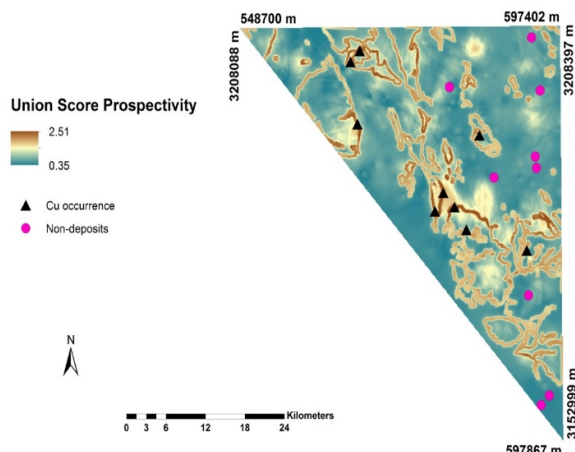 548700 m
597402 m
3208088 m
3208397 m
Union Score Prospectivity
2.51
0.35
Cu occurrence
Non-deposits
N
Kilometers
0 3 6 12 18 24
3152999 m
597867 m